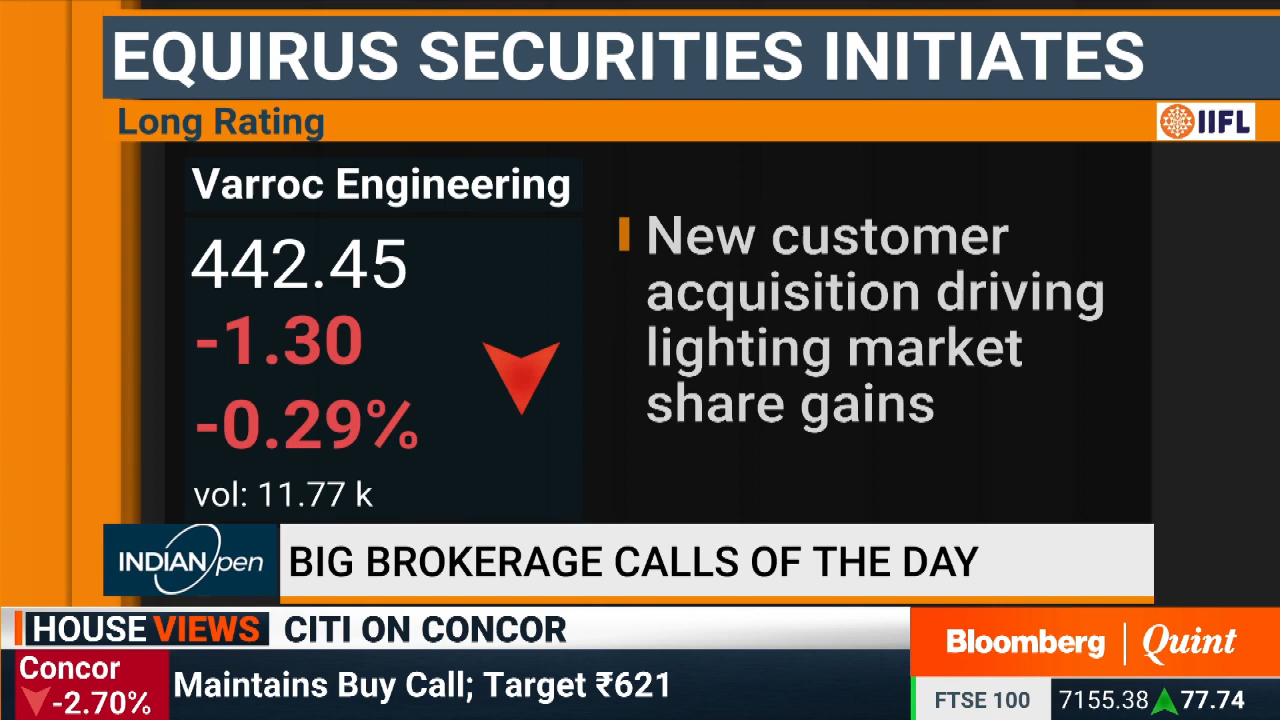 EQUIRUS SECURITIES INITIATES
Long Rating
IIFL
Varroc Engineering
442.45
-1.30
-0.29%
vol: 11.77 k
New customer
acquisition driving
lighting market
share gains
INDIAN Open
BIG BROKERAGE CALLS OF THE DAY
HOUSE VIEWS CITI ON CONCOR
Concor
-2.70%
Maintains Buy Call; Target ₹621
Bloomberg | Quint
FTSE 100 7155.38 77.74